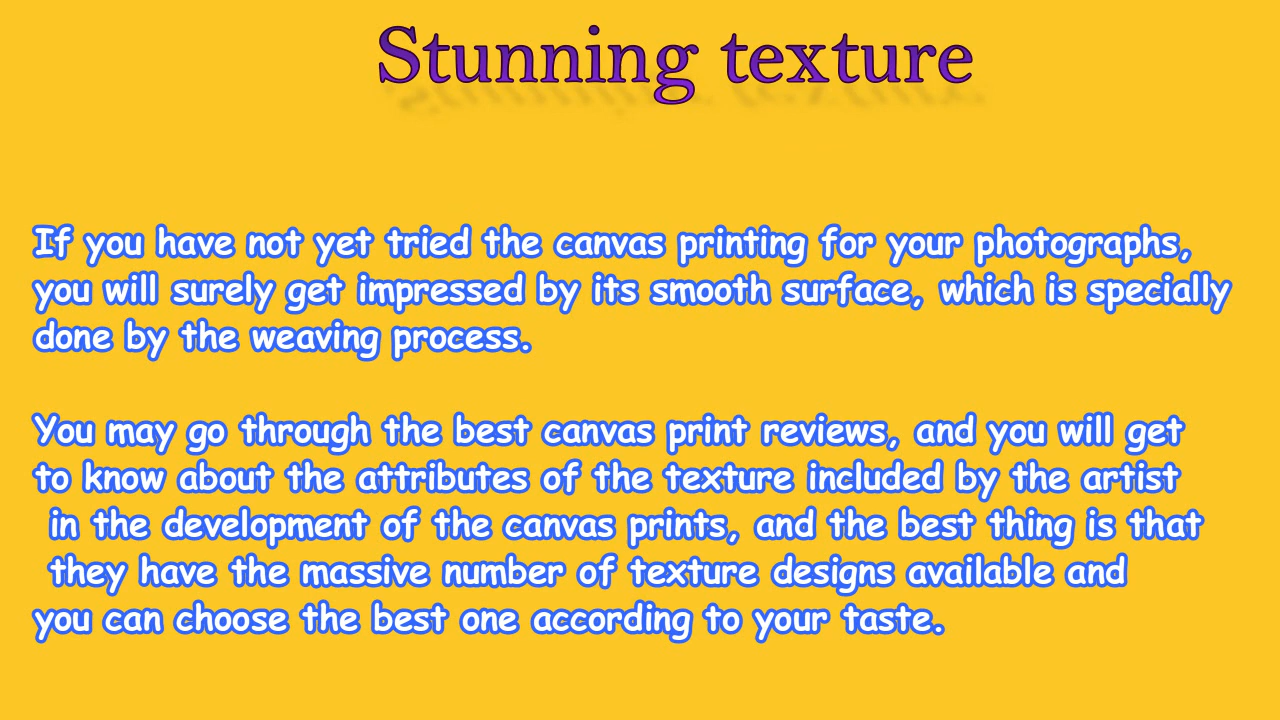 Stunning texture
If you have not yet tried the canvas printing for your photographs,
you will surely get impressed by its smooth surface, which is specially
done by the weaving process.
You may go through the best canvas print reviews, and you will get
to know about the attributes of the texture included by the artist
in the development of the canvas prints, and the best thing is that
they have the massive number of texture designs available and
you can choose the best one according to your taste.